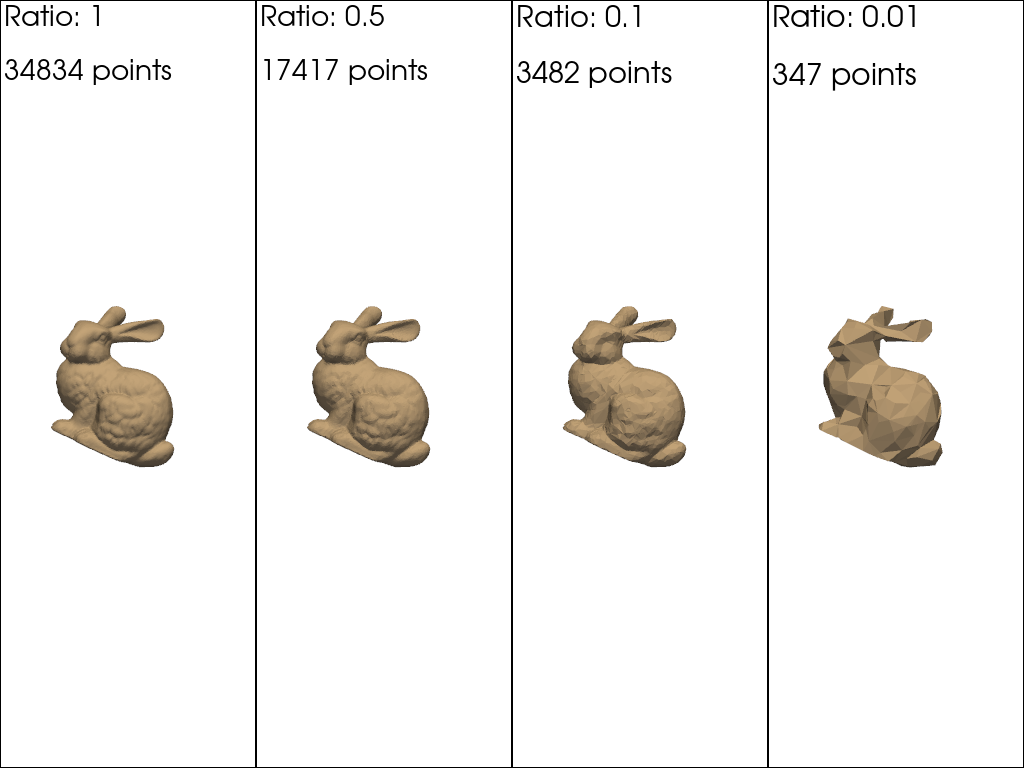 Ratio: 1
34834 points
Ratio: 0.5
17417 points
Ratio: 0.1
3482 points
Ratio: 0.01
347 points